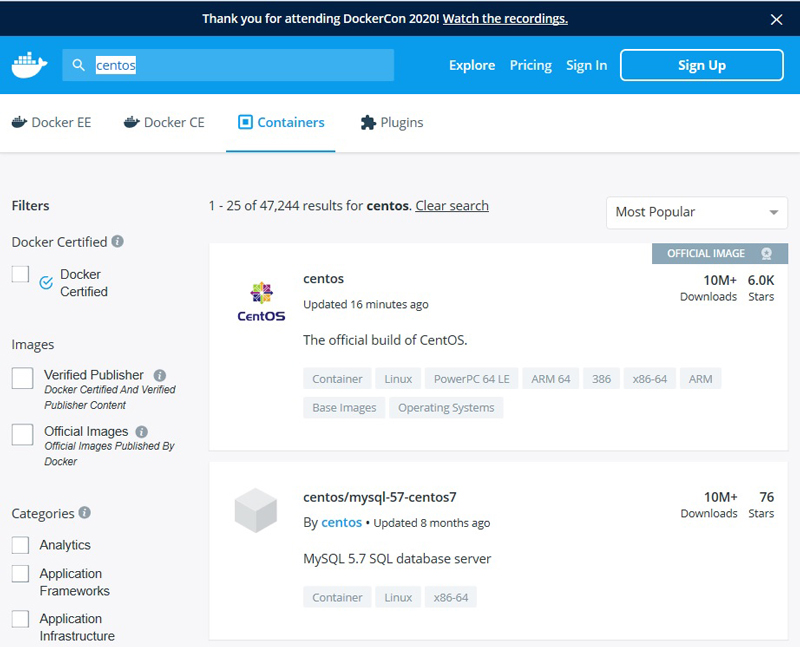 Thank you for attending DockerCon 2020! Watch the recordings.
centos
Explore Pricing Sign In Sign Up
Docker EE Docker CE Containers Plugins
Filters
1 - 25 of 47,244 results for centos. Clear search
Most Popular
Docker Certified
Docker
Certified
Images
Verified Publisher
Docker Certified And Verified
Publisher Content
Official Images
Official Images Published By
Docker
Categories
Analytics
Application
Frameworks
Application
Infrastructure
OFFICIAL IMAGE
CentOS
centos
10M+ 6.0K
Updated 16 minutes ago
Downloads Stars
The official build of CentOS.
Container Linux PowerPC 64 LE ARM 64 386 x86-64 ARM
Base Images Operating Systems
centos/mysql-57-centos7
10M+ 76
By centos • Updated 8 months ago
Downloads Stars
MySQL 5.7 SQL database server
Container Linux x86-64